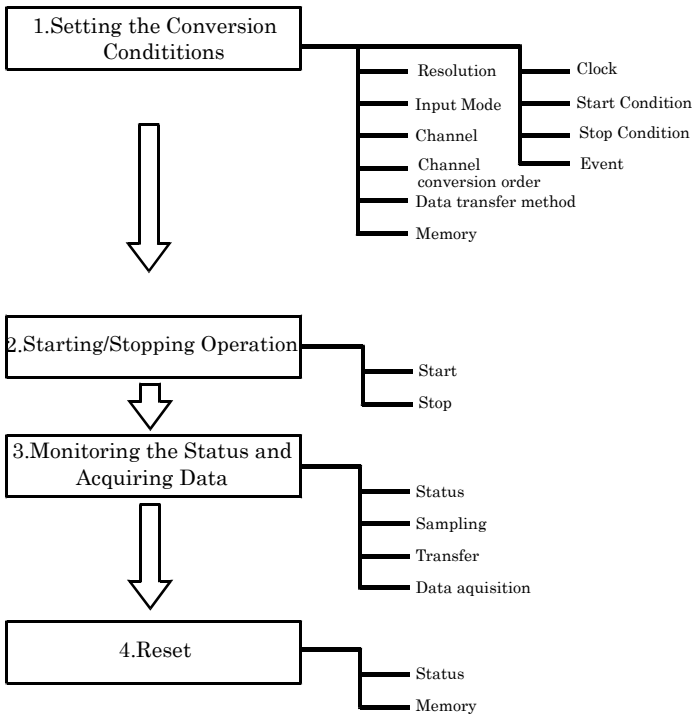 1.Setting the Conversion
Condititions
Resolution
Input Mode
Channel
Channel
conversion order
Data transfer method
Memory
Clock
Start Condition
Stop Condition
Event
2.Starting/Stopping Operation
Start
Stop
3.Monitoring the Status and
Acquiring Data
Status
Sampling
Transfer
Data aquisition
4.Reset
Status
Memory